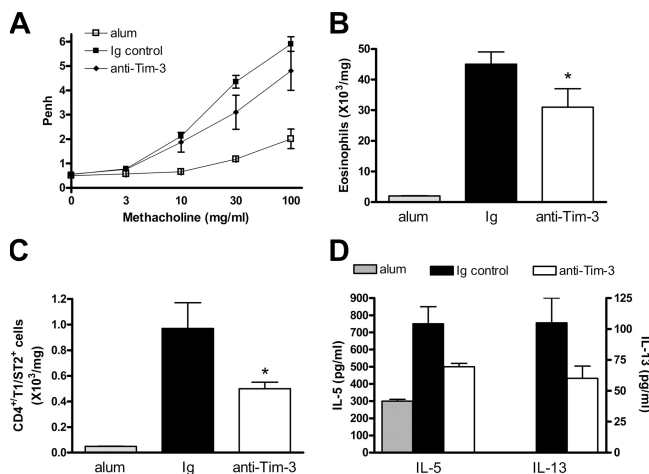 A
alum
Ig control
anti-Tim-3
Penh
6
5
4
3
2
1
0
0 3 10 30 100
Methacholine (mg/ml)
B
Eosinophils (X10³/mg)
50
40
30
20
10
0
*
alum Ig anti-Tim-3
C
CD4⁺/T1/ST2⁺ cells
(X10³/mg)
1.2
1.0
0.8
0.6
0.4
0.2
0.0
*
alum Ig anti-Tim-3
D
alum Ig control anti-Tim-3
IL-5 (pg/ml)
900
800
700
600
500
400
300
200
100
0
125
100
75
50
25
0
IL-13
(pg/ml)
IL-5 IL-13